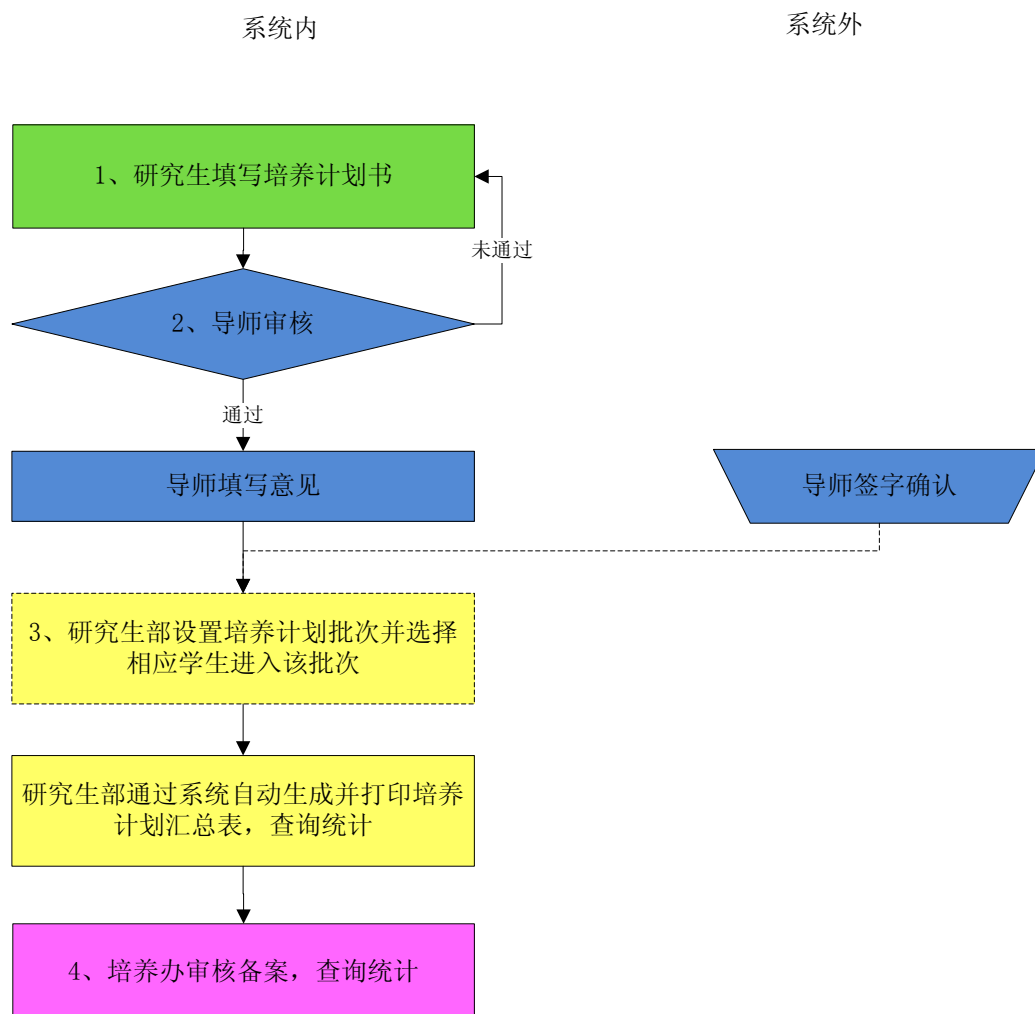 系统内
系统外
1、研究生填写培养计划书
未通过
2、导师审核
通过
导师填写意见
导师签字确认
3、研究生部设置培养计划批次并选择
相应学生进入该批次
研究生部通过系统自动生成并打印培养
计划汇总表，查询统计
4、培养办审核备案，查询统计